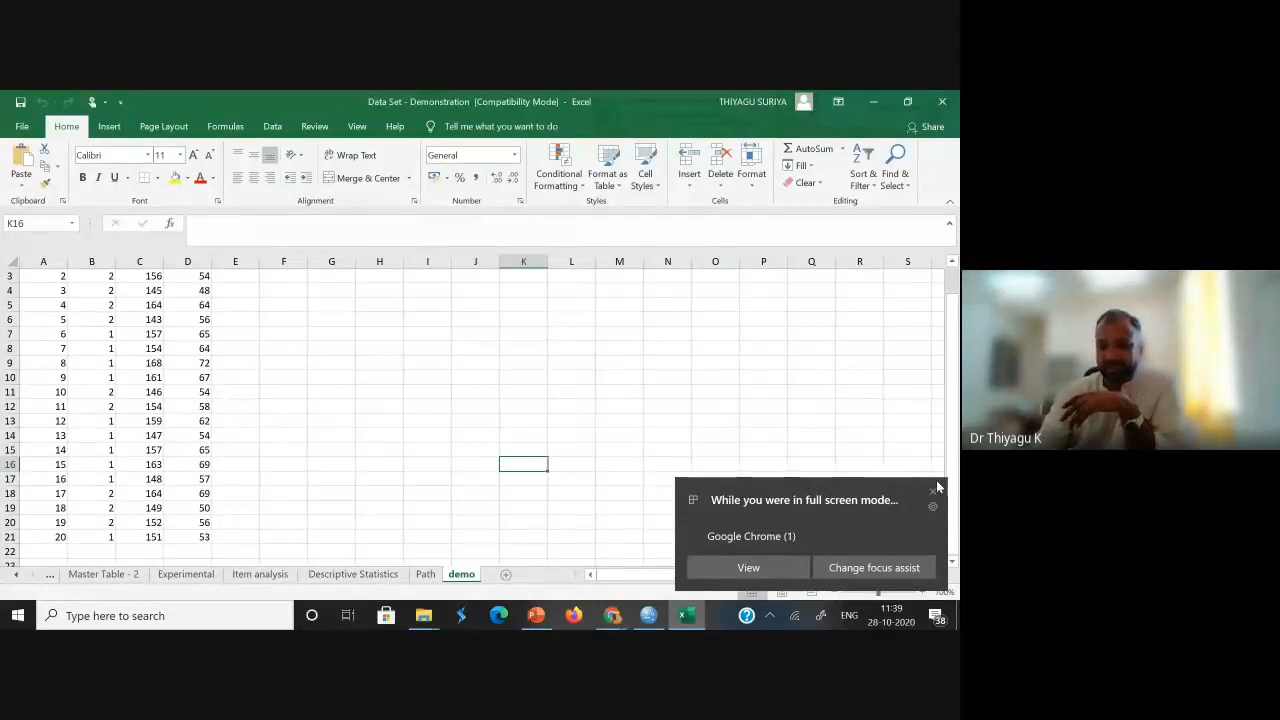 Data Set - Demonstration [Compatibility Mode] - Excel
THIYAGU SURIYA
File Home Insert Page Layout Formulas Data Review View Help Tell me what you want to do Share
Paste
Calibri 11
B I U
Wrap Text
Merge & Center
General
Conditional Formatting
Format as Table
Cell Styles
Insert Delete Format
AutoSum
Fill
Clear
Sort & Filter
Find & Select
Clipboard Font Alignment Number Styles Cells Editing
K16 fx
A B C D E F G H I J K L M N O P Q R S
3 2 2 156 54
4 3 2 145 48
5 4 2 164 64
6 5 2 143 56
7 6 1 157 65
8 7 1 154 64
9 8 1 168 72
10 9 1 161 67
11 10 2 146 54
12 11 2 154 58
13 12 1 159 62
14 13 1 147 54
15 14 1 157 65
16 15 1 163 69
17 16 1 148 57
18 17 2 164 69
19 18 2 149 50
20 19 2 152 56
21 20 1 151 53
22
... Master Table - 2 Experimental Item analysis Descriptive Statistics Path demo
While you were in full screen mode...
Google Chrome (1)
View Change focus assist
Dr Thiyagu K
Type here to search
ENG
11:39
28-10-2020
38